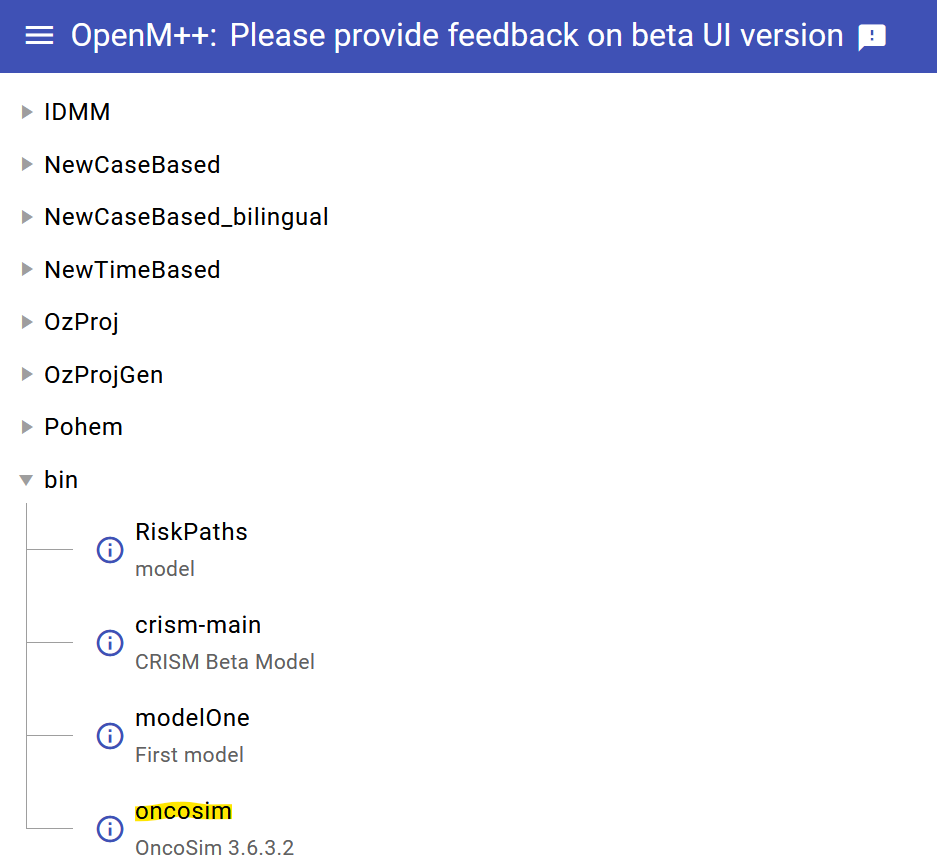 OpenM++: Please provide feedback on beta UI version
IDMM
NewCaseBased
NewCaseBased_bilingual
NewTimeBased
OzProj
OzProjGen
Pohem
bin
RiskPaths
model
crism-main
CRISM Beta Model
modelOne
First model
oncosim
OncoSim 3.6.3.2